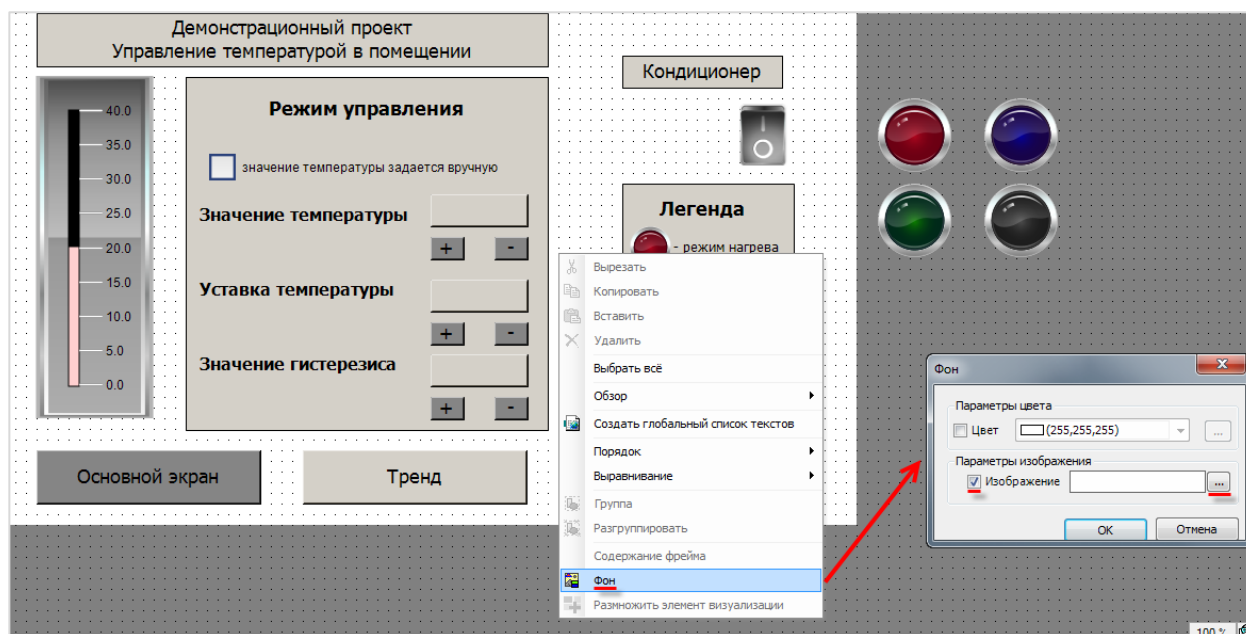 Демонстрационный проект
Управление температурой в помещении
40.0
35.0
30.0
25.0
20.0
15.0
10.0
5.0
0.0
Режим управления
значение температуры задается вручную
Значение температуры
+ -
Уставка температуры
+ -
Значение гистерезиса
+ -
Основной экран
Тренд
Кондиционер
Легенда
- режим нагрева
Вырезать
Копировать
Вставить
Удалить
Выбрать всё
Обзор
Создать глобальный список текстов
Порядок
Выравнивание
Группа
Разгруппировать
Содержание фрейма
Фон
Размножить элемент визуализации
Фон
Параметры цвета
Цвет (255,255,255) ...
Параметры изображения
Изображение ...
OK Отмена
100 %